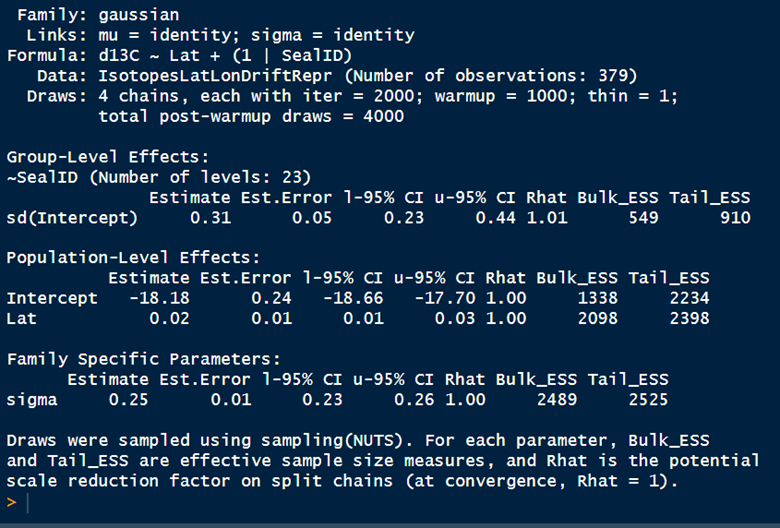 Family: gaussian
Links: mu = identity; sigma = identity
Formula: d13C ~ Lat + (1 | SealID)
Data: IsotopesLatLonDriftRepr (Number of observations: 379)
Draws: 4 chains, each with iter = 2000; warmup = 1000; thin = 1;
total post-warmup draws = 4000
Group-Level Effects:
~SealID (Number of levels: 23)
Estimate Est.Error l-95% CI u-95% CI Rhat Bulk_ESS Tail_ESS
sd(Intercept) 0.31 0.05 0.23 0.44 1.01 549 910
Population-Level Effects:
Estimate Est.Error l-95% CI u-95% CI Rhat Bulk_ESS Tail_ESS
Intercept -18.18 0.24 -18.66 -17.70 1.00 1338 2234
Lat 0.02 0.01 0.01 0.03 1.00 2098 2398
Family Specific Parameters:
Estimate Est.Error l-95% CI u-95% CI Rhat Bulk_ESS Tail_ESS
sigma 0.25 0.01 0.23 0.26 1.00 2489 2525
Draws were sampled using sampling(NUTS). For each parameter, Bulk_ESS
and Tail_ESS are effective sample size measures, and Rhat is the potential
scale reduction factor on split chains (at convergence, Rhat = 1).
>